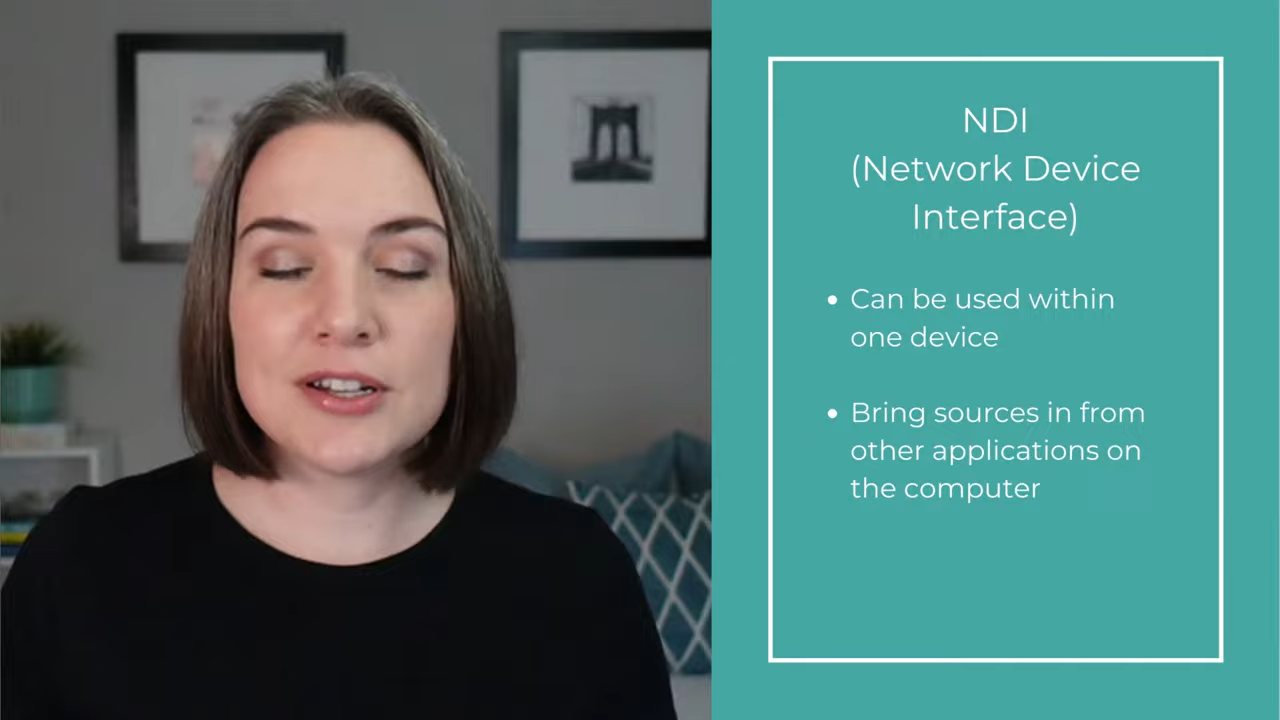 NDI
(Network Device
Interface)
• Can be used within
one device
• Bring sources in from
other applications on
the computer